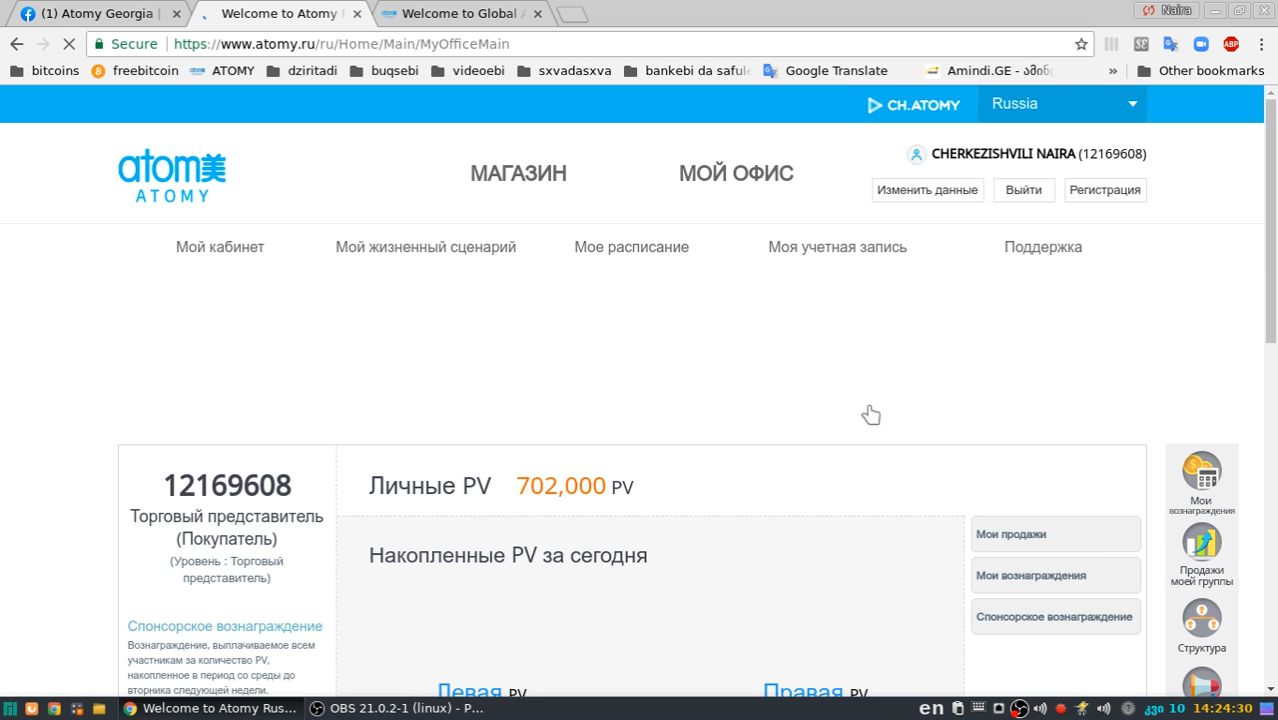 (1) Atomy Georgia |
Welcome to Atomy
Welcome to Global
Naira
Secure
https://www.atomy.ru/ru/Home/Main/MyOfficeMain
bitcoins
freebitcoin
ATOMY
dziritadi
buqsebi
videoebi
sxvadasxva
bankebi da safule
Google Translate
Amindi.GE -
Other bookmarks
CH.ATOMY
Russia
atom美
ATOMY
МАГАЗИН
МОЙ ОФИС
CHERKEZISHVILI NAIRA (12169608)
Изменить данные
Выйти
Регистрация
Мой кабинет
Мой жизненный сценарий
Мое расписание
Моя учетная запись
Поддержка
12169608
Торговый представитель
(Покупатель)
(Уровень : Торговый
представитель)
Спонсорское вознаграждение
Вознаграждение, выплачиваемое всем
участникам за количество PV,
накопленное в период со среды до
вторника следующей недели.
Личные PV 702,000 PV
Накопленные PV за сегодня
Левая PV
Правая PV
Мои продажи
Мои вознаграждения
Спонсорское вознаграждение
Мои
вознаграждения
Продажи
моей группы
Структура
Welcome to Atomy Rus...
OBS 21.0.2-1 (linux) - P...
en
კვი 10
14:24:30